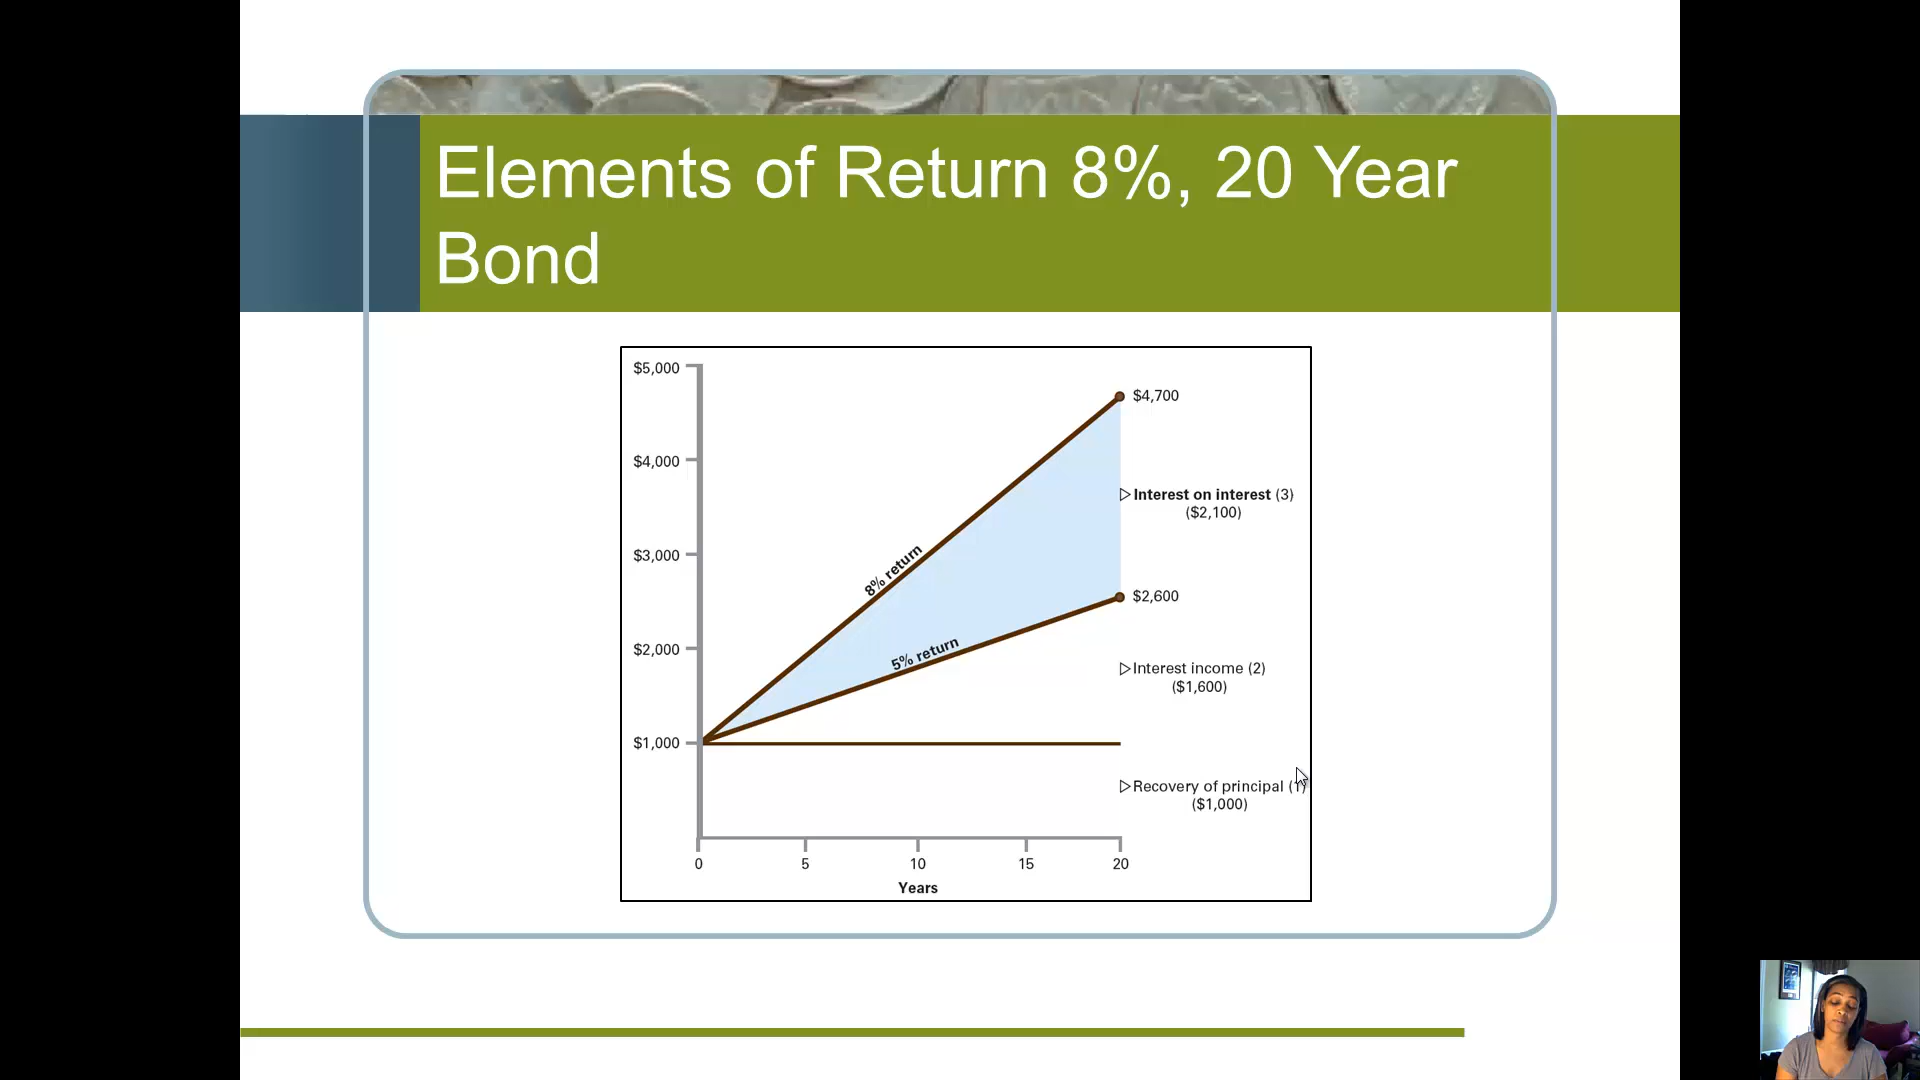 Elements of Return 8%, 20 Year
Bond
$5,000
$4,700
$4,000
Interest on interest (3)
($2,100)
$3,000
8% return
$2,600
$2,000
5% return
Interest income (2)
($1,600)
$1,000
Recovery of principal (1)
($1,000)
0 5 10 15 20
Years